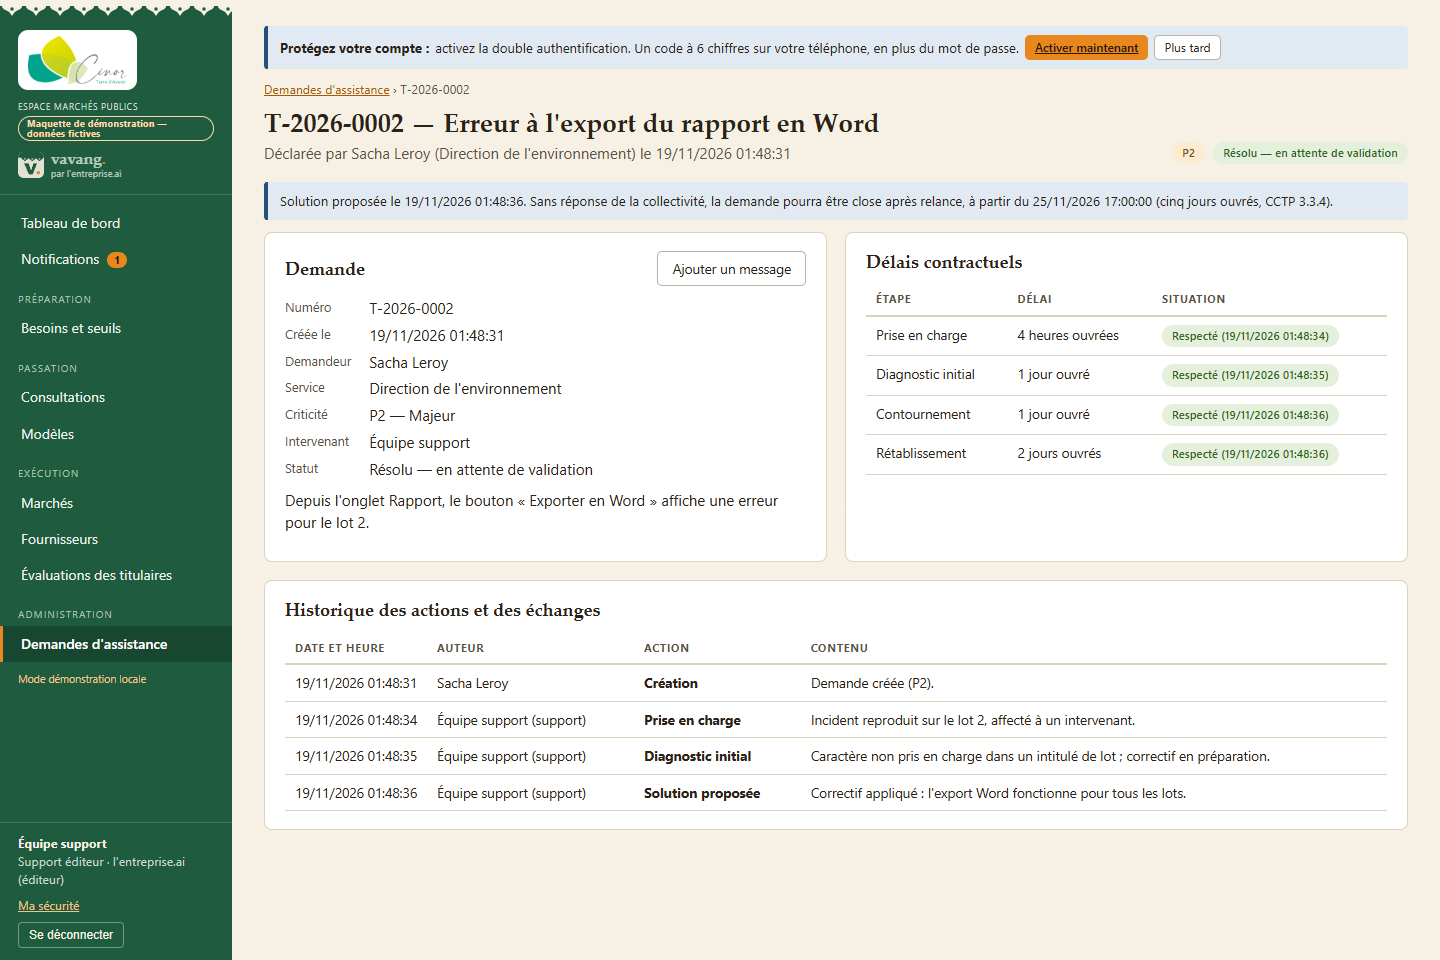 Cinor
Terre d'Avenir
ESPACE MARCHÉS PUBLICS
Maquette de démonstration —
données fictives
vavang.
par l'entreprise.ai
Tableau de bord
Notifications 1
PRÉPARATION
Besoins et seuils
PASSATION
Consultations
Modèles
EXÉCUTION
Marchés
Fournisseurs
Évaluations des titulaires
ADMINISTRATION
Demandes d'assistance
Mode démonstration locale
Équipe support
Support éditeur · l'entreprise.ai
(éditeur)
Ma sécurité
Se déconnecter
Protégez votre compte : activez la double authentification. Un code à 6 chiffres sur votre téléphone, en plus du mot de passe. Activer maintenant Plus tard
Demandes d'assistance › T-2026-0002
T-2026-0002 — Erreur à l'export du rapport en Word
Déclarée par Sacha Leroy (Direction de l'environnement) le 19/11/2026 01:48:31
P2 Résolu — en attente de validation
Solution proposée le 19/11/2026 01:48:36. Sans réponse de la collectivité, la demande pourra être close après relance, à partir du 25/11/2026 17:00:00 (cinq jours ouvrés, CCTP 3.3.4).
Demande
Ajouter un message
Numéro T-2026-0002
Créée le 19/11/2026 01:48:31
Demandeur Sacha Leroy
Service Direction de l'environnement
Criticité P2 — Majeur
Intervenant Équipe support
Statut Résolu — en attente de validation
Depuis l'onglet Rapport, le bouton « Exporter en Word » affiche une erreur
pour le lot 2.
Délais contractuels
ÉTAPE DÉLAI SITUATION
Prise en charge 4 heures ouvrées Respecté (19/11/2026 01:48:34)
Diagnostic initial 1 jour ouvré Respecté (19/11/2026 01:48:35)
Contournement 1 jour ouvré Respecté (19/11/2026 01:48:36)
Rétablissement 2 jours ouvrés Respecté (19/11/2026 01:48:36)
Historique des actions et des échanges
DATE ET HEURE AUTEUR ACTION CONTENU
19/11/2026 01:48:31 Sacha Leroy Création Demande créée (P2).
19/11/2026 01:48:34 Équipe support (support) Prise en charge Incident reproduit sur le lot 2, affecté à un intervenant.
19/11/2026 01:48:35 Équipe support (support) Diagnostic initial Caractère non pris en charge dans un intitulé de lot ; correctif en préparation.
19/11/2026 01:48:36 Équipe support (support) Solution proposée Correctif appliqué : l'export Word fonctionne pour tous les lots.